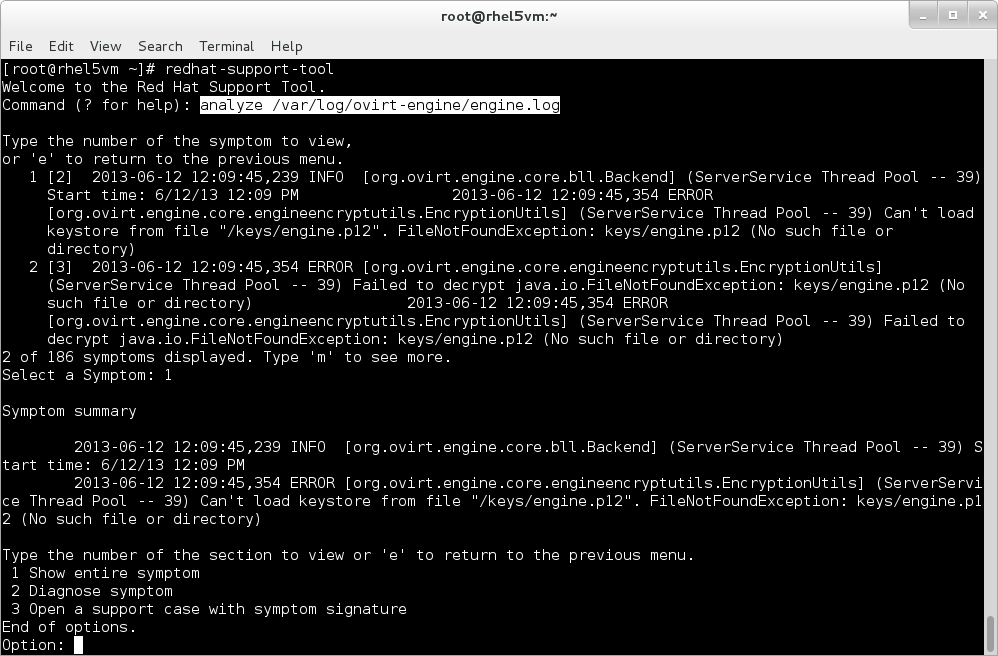 root@rhel5vm:~
File Edit View Search Terminal Help
[root@rhel5vm ~]# redhat-support-tool
Welcome to the Red Hat Support Tool.
Command (? for help): analyze /var/log/ovirt-engine/engine.log
Type the number of the symptom to view,
or 'e' to return to the previous menu.
1 [2]  2013-06-12 12:09:45,239 INFO  [org.ovirt.engine.core.bll.Backend] (ServerService Thread Pool -- 39)
Start time: 6/12/13 12:09 PM                 2013-06-12 12:09:45,354 ERROR
[org.ovirt.engine.core.engineencryptutils.EncryptionUtils] (ServerService Thread Pool -- 39) Can't load
keystore from file "/keys/engine.p12". FileNotFoundException: keys/engine.p12 (No such file or
directory)
2 [3]  2013-06-12 12:09:45,354 ERROR [org.ovirt.engine.core.engineencryptutils.EncryptionUtils]
(ServerService Thread Pool -- 39) Failed to decrypt java.io.FileNotFoundException: keys/engine.p12 (No
such file or directory)                 2013-06-12 12:09:45,354 ERROR
[org.ovirt.engine.core.engineencryptutils.EncryptionUtils] (ServerService Thread Pool -- 39) Failed to
decrypt java.io.FileNotFoundException: keys/engine.p12 (No such file or directory)
2 of 186 symptoms displayed. Type 'm' to see more.
Select a Symptom: 1
Symptom summary
2013-06-12 12:09:45,239 INFO  [org.ovirt.engine.core.bll.Backend] (ServerService Thread Pool -- 39) S
tart time: 6/12/13 12:09 PM
2013-06-12 12:09:45,354 ERROR [org.ovirt.engine.core.engineencryptutils.EncryptionUtils] (ServerServi
ce Thread Pool -- 39) Can't load keystore from file "/keys/engine.p12". FileNotFoundException: keys/engine.p1
2 (No such file or directory)
Type the number of the section to view or 'e' to return to the previous menu.
1 Show entire symptom
2 Diagnose symptom
3 Open a support case with symptom signature
End of options.
Option: